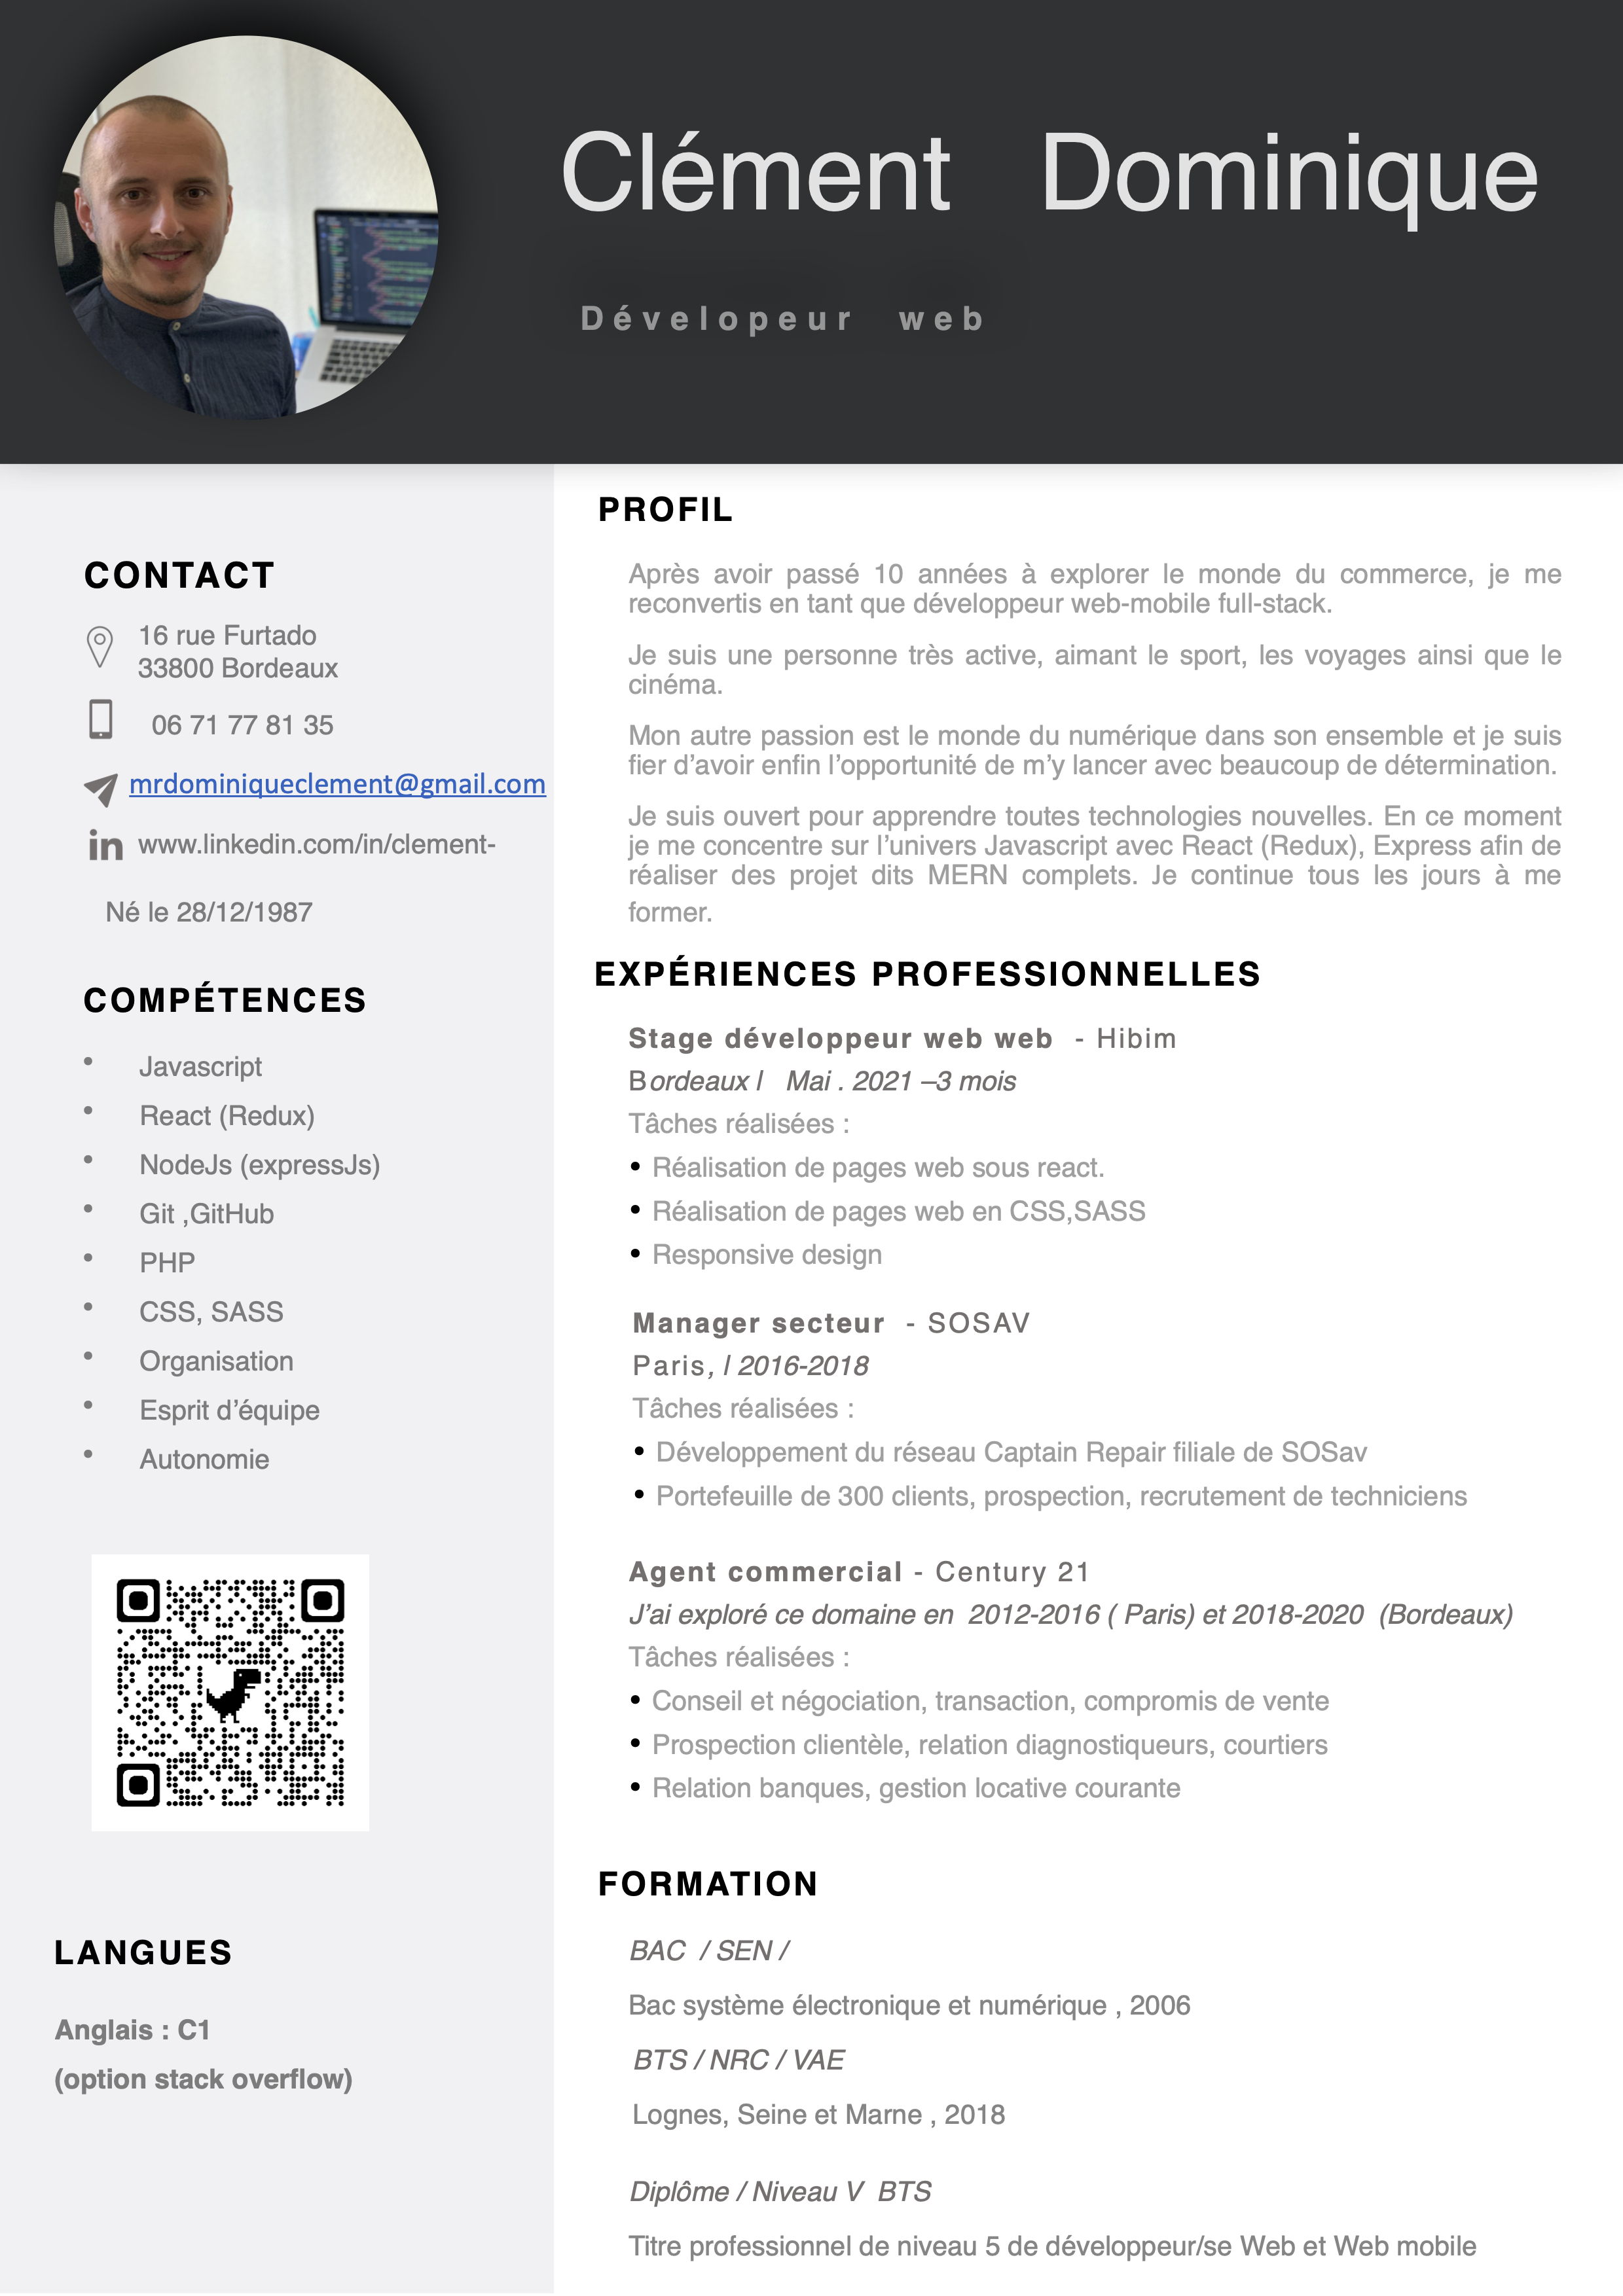 Clément Dominique
Dévelopeur web
CONTACT
16 rue Furtado
33800 Bordeaux
06 71 77 81 35
mrdominiqueclement@gmail.com
in www.linkedin.com/in/clement-
Né le 28/12/1987
COMPÉTENCES
• Javascript
• React (Redux)
• NodeJs (expressJs)
• Git ,GitHub
• PHP
• CSS, SASS
• Organisation
• Esprit d’équipe
• Autonomie
LANGUES
Anglais : C1
(option stack overflow)
PROFIL
Après avoir passé 10 années à explorer le monde du commerce, je me
reconvertis en tant que développeur web-mobile full-stack.
Je suis une personne très active, aimant le sport, les voyages ainsi que le
cinéma.
Mon autre passion est le monde du numérique dans son ensemble et je suis
fier d’avoir enfin l’opportunité de m’y lancer avec beaucoup de détermination.
Je suis ouvert pour apprendre toutes technologies nouvelles. En ce moment
je me concentre sur l’univers Javascript avec React (Redux), Express afin de
réaliser des projet dits MERN complets. Je continue tous les jours à me
former.
EXPÉRIENCES PROFESSIONNELLES
Stage développeur web web - Hibim
Bordeaux l Mai . 2021 –3 mois
Tâches réalisées :
• Réalisation de pages web sous react.
• Réalisation de pages web en CSS,SASS
• Responsive design
Manager secteur - SOSAV
Paris, l 2016-2018
Tâches réalisées :
• Développement du réseau Captain Repair filiale de SOSav
• Portefeuille de 300 clients, prospection, recrutement de techniciens
Agent commercial - Century 21
J’ai exploré ce domaine en 2012-2016 ( Paris) et 2018-2020 (Bordeaux)
Tâches réalisées :
• Conseil et négociation, transaction, compromis de vente
• Prospection clientèle, relation diagnostiqueurs, courtiers
• Relation banques, gestion locative courante
FORMATION
BAC / SEN /
Bac système électronique et numérique , 2006
BTS / NRC / VAE
Lognes, Seine et Marne , 2018
Diplôme / Niveau V BTS
Titre professionnel de niveau 5 de développeur/se Web et Web mobile